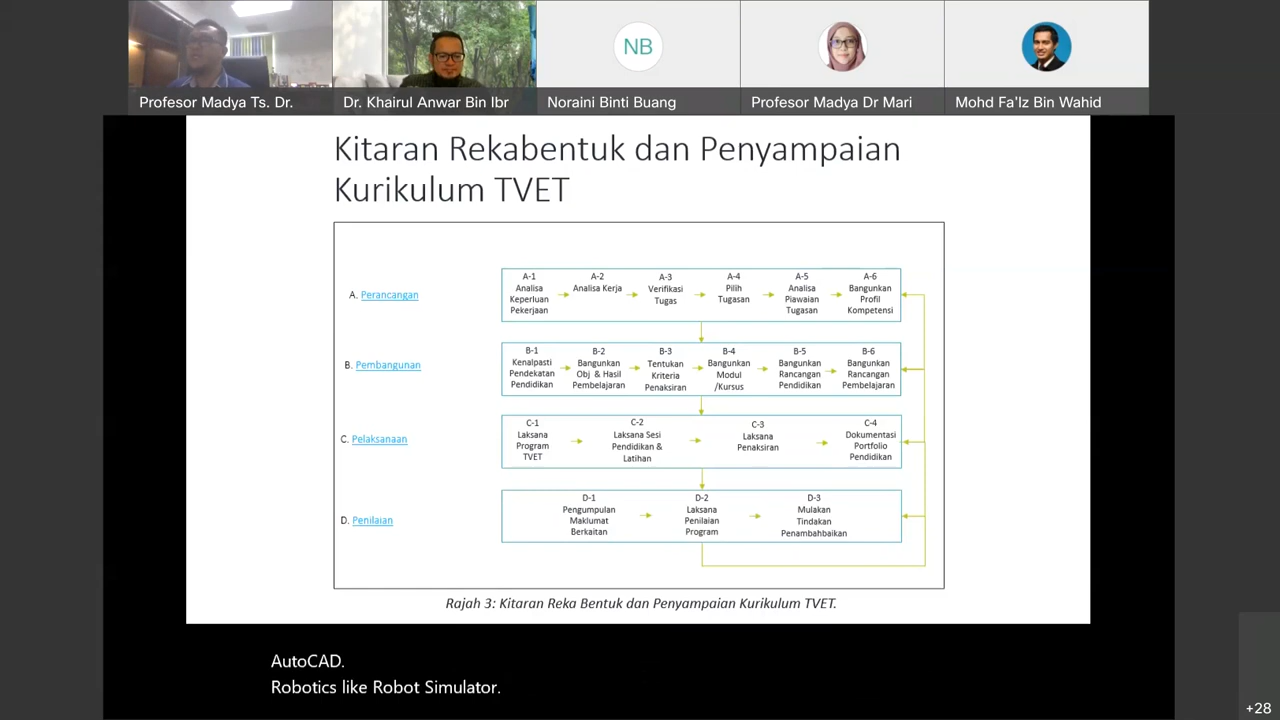 NB
Profesor Madya Ts. Dr.
Dr. Khairul Anwar Bin Ibr
Noraini Binti Buang
Profesor Madya Dr Mari
Mohd Fa'Iz Bin Wahid
Kitaran Rekabentuk dan Penyampaian
Kurikulum TVET
A. Perancangan
A-1
Analisa
Keperluan
Pekerjaan
A-2
Analisa Kerja
A-3
Verifikasi
Tugas
A-4
Pilih
Tugasan
A-5
Analisa
Piawaian
Tugasan
A-6
Bangunkan
Profil
Kompetensi
B. Pembangunan
B-1
Kenalpasti
Pendekatan
Pendidikan
B-2
Bangunkan
Obj & Hasil
Pembelajaran
B-3
Tentukan
Kriteria
Penaksiran
B-4
Bangunkan
Modul
/Kursus
B-5
Bangunkan
Rancangan
Pendidikan
B-6
Bangunkan
Rancangan
Pembelajaran
C. Pelaksanaan
C-1
Laksana
Program
TVET
C-2
Laksana Sesi
Pendidikan &
Latihan
C-3
Laksana
Penaksiran
C-4
Dokumentasi
Portfolio
Pendidikan
D. Penilaian
D-1
Pengumpulan
Maklumat
Berkaitan
D-2
Laksana
Penilaian
Program
D-3
Mulakan
Tindakan
Penambahbaikan
Rajah 3: Kitaran Reka Bentuk dan Penyampaian Kurikulum TVET.
AutoCAD.
Robotics like Robot Simulator.
+28